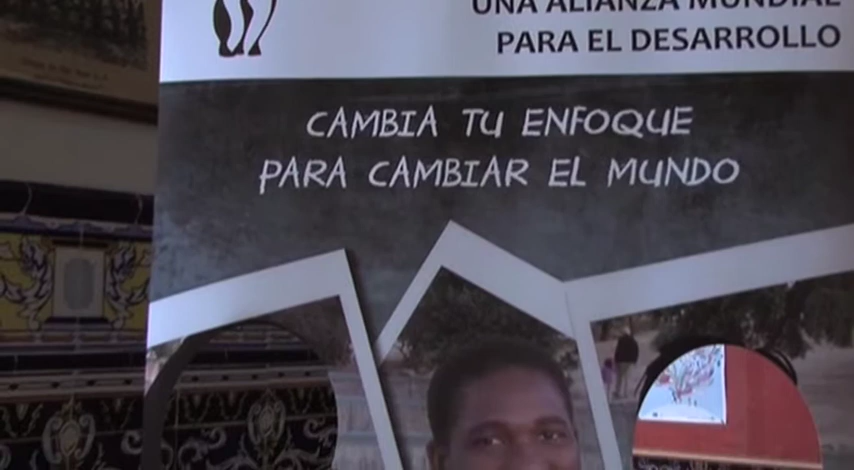 UNA ALIANZA MUNDIAL
PARA EL DESARROLLO
CAMBIA TU ENFOQUE
PARA CAMBIAR EL MUNDO